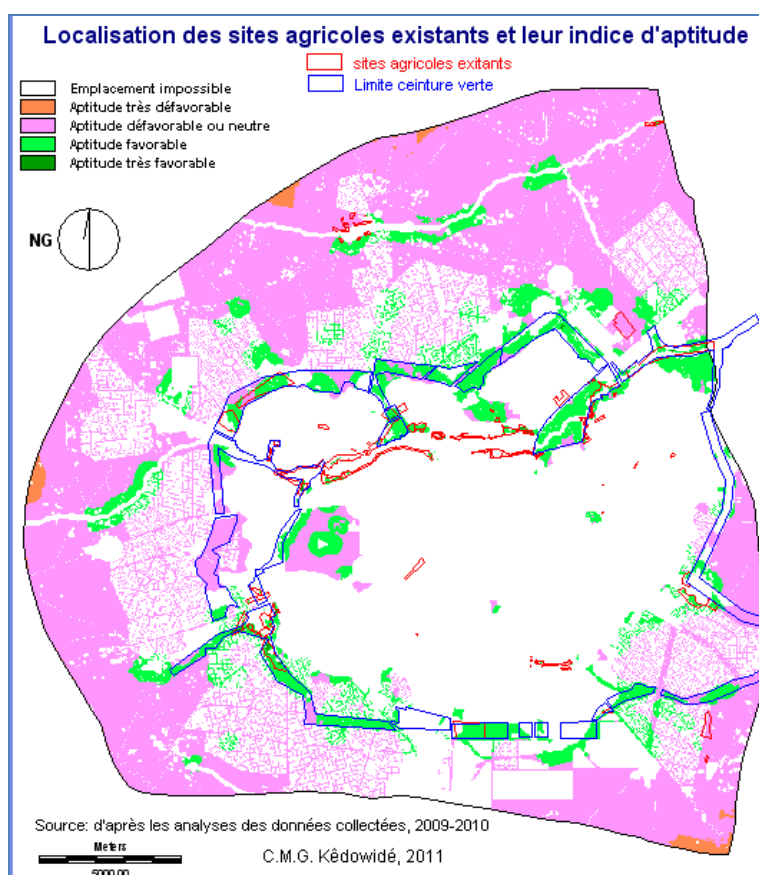 Localisation des sites agricoles existants et leur indice d'aptitude
sites agricoles exitants
Limite ceinture verte
Emplacement impossible
Aptitude très défavorable
Aptitude défavorable ou neutre
Aptitude favorable
Aptitude très favorable
NG
Source: d'après les analyses des données collectées, 2009-2010
Meters
C.M.G. Kêdowidé, 2011
5000.00